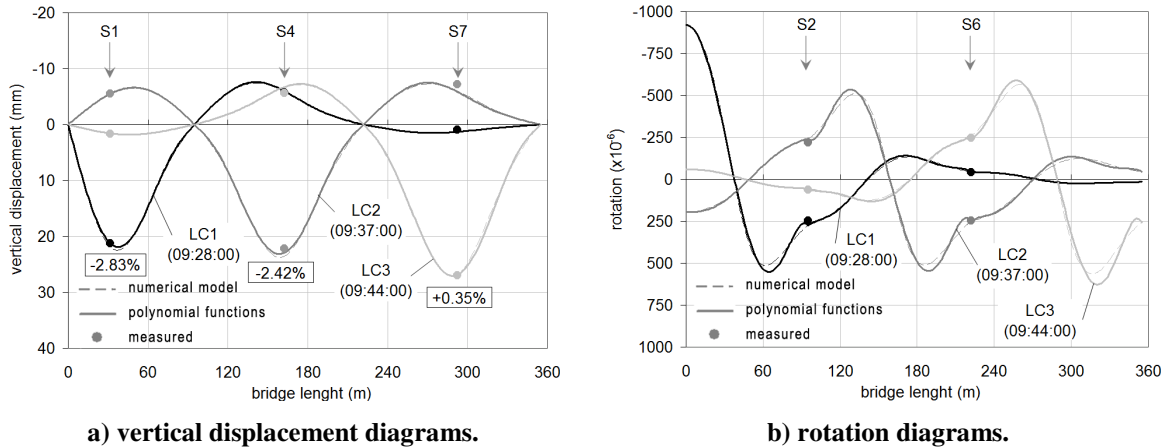 S1 S4 S7
-20
-10
0
10
20
30
40
vertical displacement (mm)
LC1
(09:28:00)
LC2
(09:37:00)
LC3
(09:44:00)
-2.83%
-2.42%
+0.35%
numerical model
polynomial functions
measured
0 60 120 180 240 300 360
bridge lenght (m)
a) vertical displacement diagrams.
S2 S6
-1000
-750
-500
-250
0
250
500
750
1000
rotation (x10⁻⁶)
LC1
(09:28:00)
LC2
(09:37:00)
LC3
(09:44:00)
numerical model
polynomial functions
measured
0 60 120 180 240 300 360
bridge lenght (m)
b) rotation diagrams.